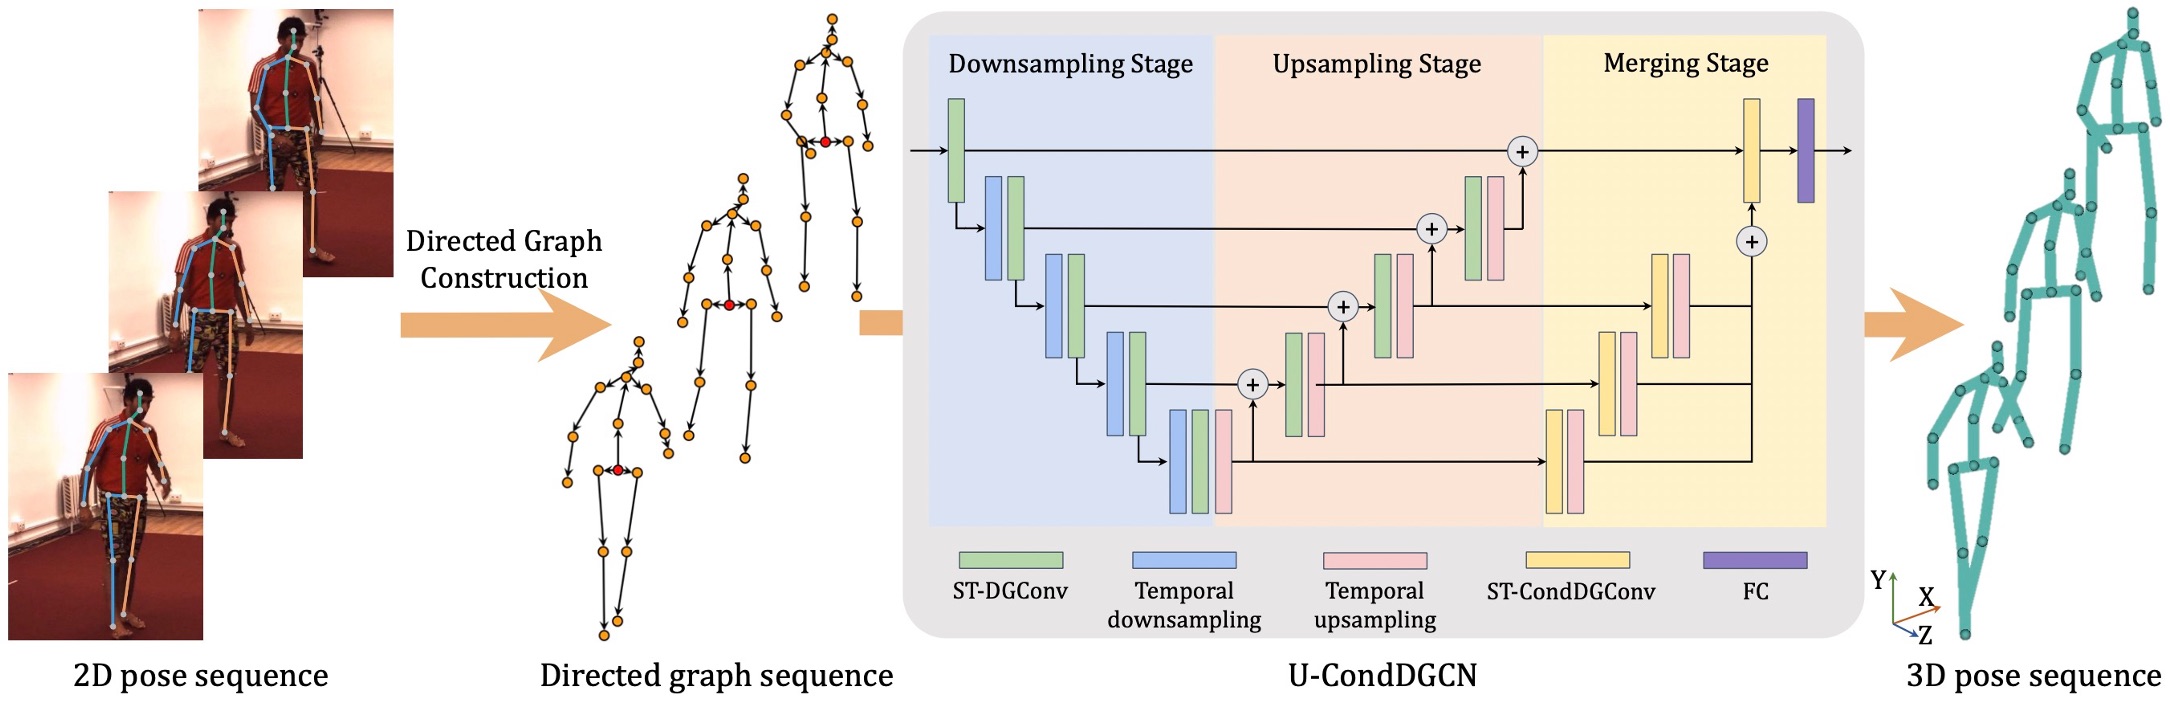 Directed Graph
Construction
Downsampling Stage
Upsampling Stage
Merging Stage
+
+
+
+
+
ST-DGConv
Temporal
downsampling
Temporal
upsampling
ST-CondDGConv
FC
Y
X
Z
2D pose sequence
Directed graph sequence
U-CondDGCN
3D pose sequence